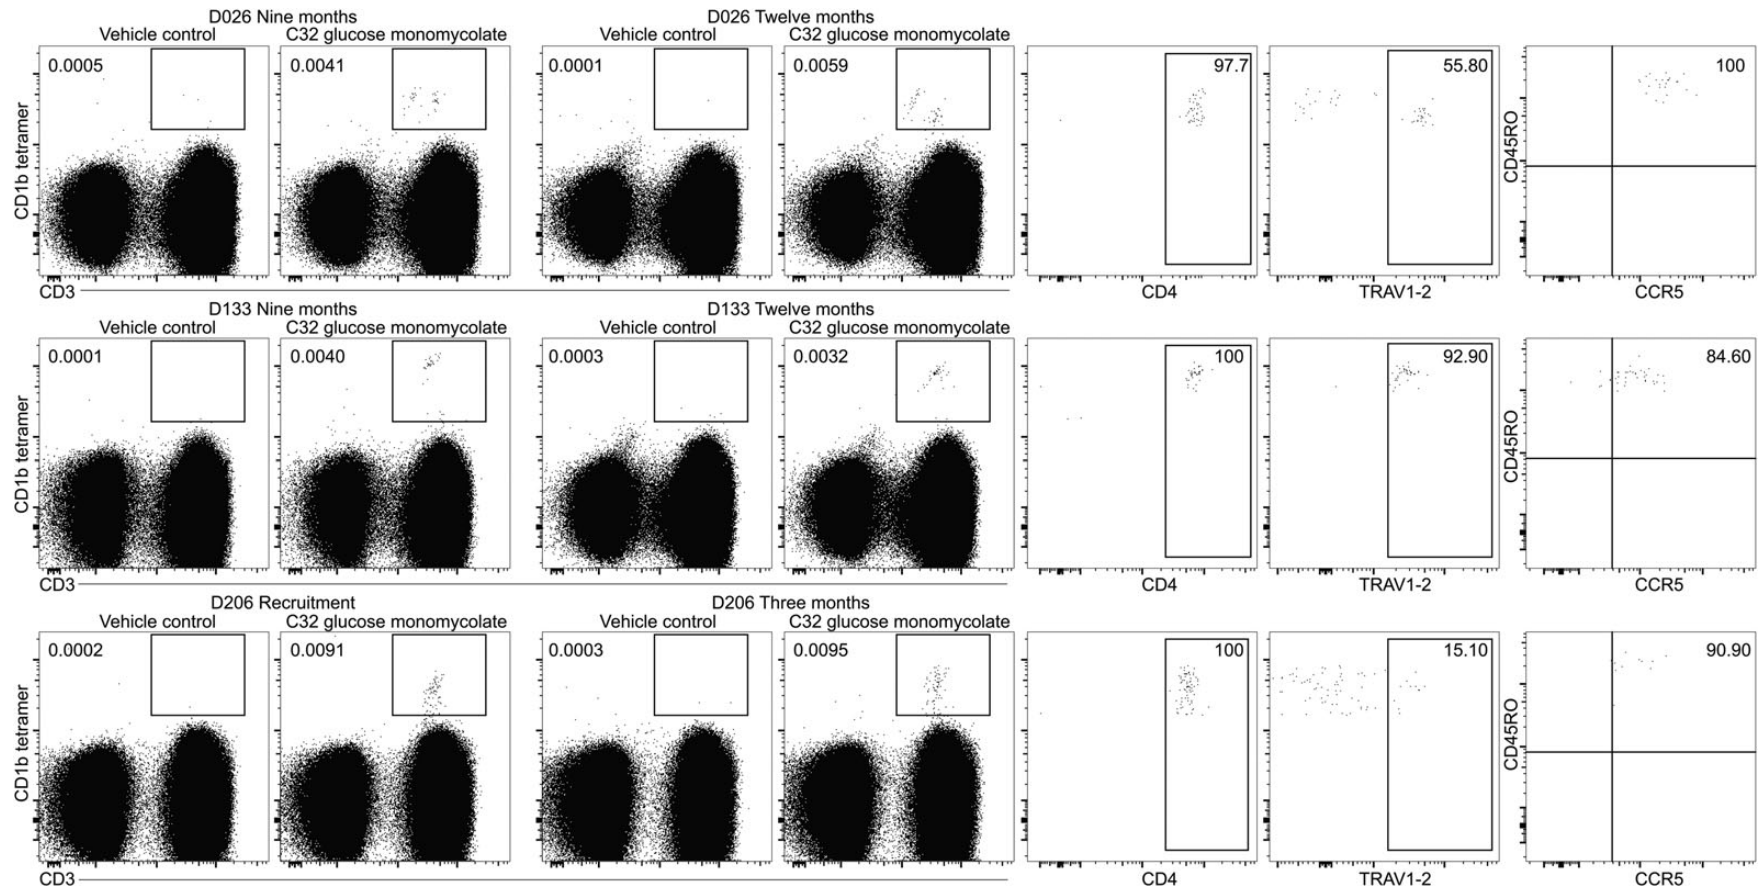 D026 Nine months D026 Twelve months
Vehicle control C32 glucose monomycolate Vehicle control C32 glucose monomycolate
0.0005 0.0041 0.0001 0.0059 97.7 55.80 100
CD1b tetramer CD45RO
CD3 CD4 TRAV1-2 CCR5
D133 Nine months D133 Twelve months
Vehicle control C32 glucose monomycolate Vehicle control C32 glucose monomycolate
0.0001 0.0040 0.0003 0.0032 100 92.90 84.60
CD1b tetramer CD45RO
CD3 CD4 TRAV1-2 CCR5
D206 Recruitment D206 Three months
Vehicle control C32 glucose monomycolate Vehicle control C32 glucose monomycolate
0.0002 0.0091 0.0003 0.0095 100 15.10 90.90
CD1b tetramer CD45RO
CD3 CD4 TRAV1-2 CCR5